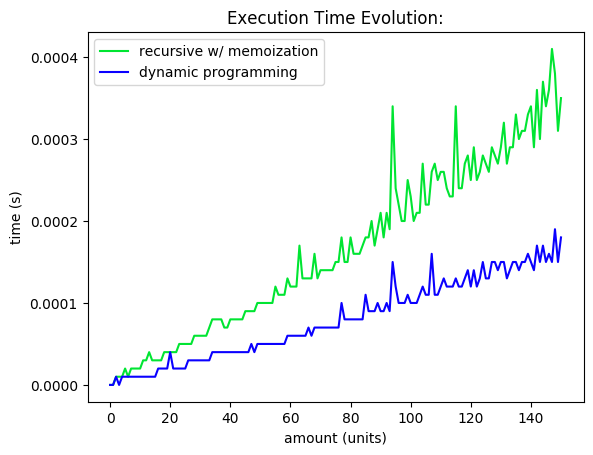 Execution Time Evolution:
recursive w/ memoization
dynamic programming
0.0004
0.0003
0.0002
0.0001
0.0000
time (s)
0 20 40 60 80 100 120 140
amount (units)